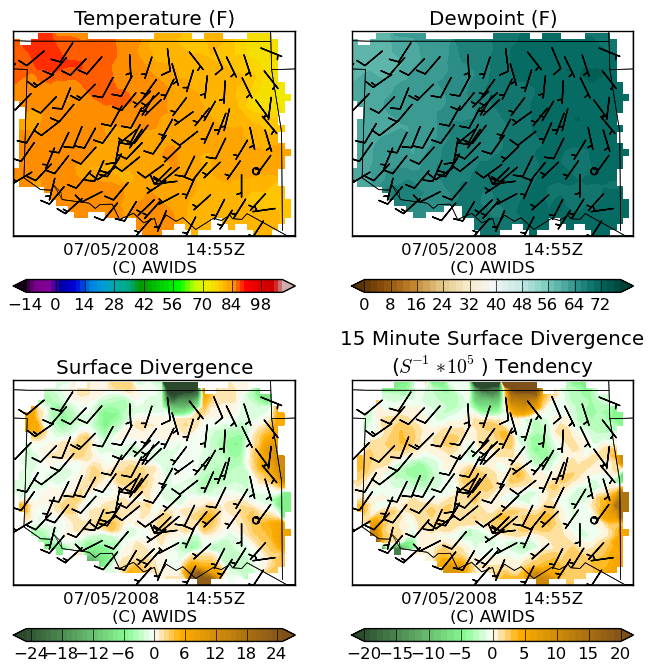 Temperature (F)
Dewpoint (F)
07/05/2008 14:55Z
(C) AWIDS
07/05/2008 14:55Z
(C) AWIDS
−14 0 14 28 42 56 70 84 98
0 8 16 24 32 40 48 56 64 72
Surface Divergence
15 Minute Surface Divergence
(S⁻¹ ∗10⁵ ) Tendency
07/05/2008 14:55Z
(C) AWIDS
07/05/2008 14:55Z
(C) AWIDS
−24 −18 −12 −6 0 6 12 18 24
−20 −15 −10 −5 0 5 10 15 20